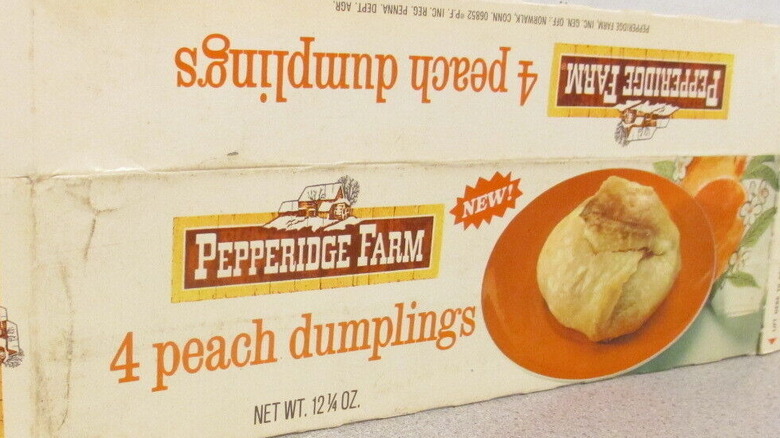 PEPPERIDGE FARM, INC. GEN. OFF.: NORWALK, CONN. 06852 ®P.F. INC. REG. PENNA. DEPT. AGR.
PEPPERIDGE FARM
4 peach dumplings
PEPPERIDGE FARM
NEW!
4 peach dumplings
NET WT. 12¼ OZ.